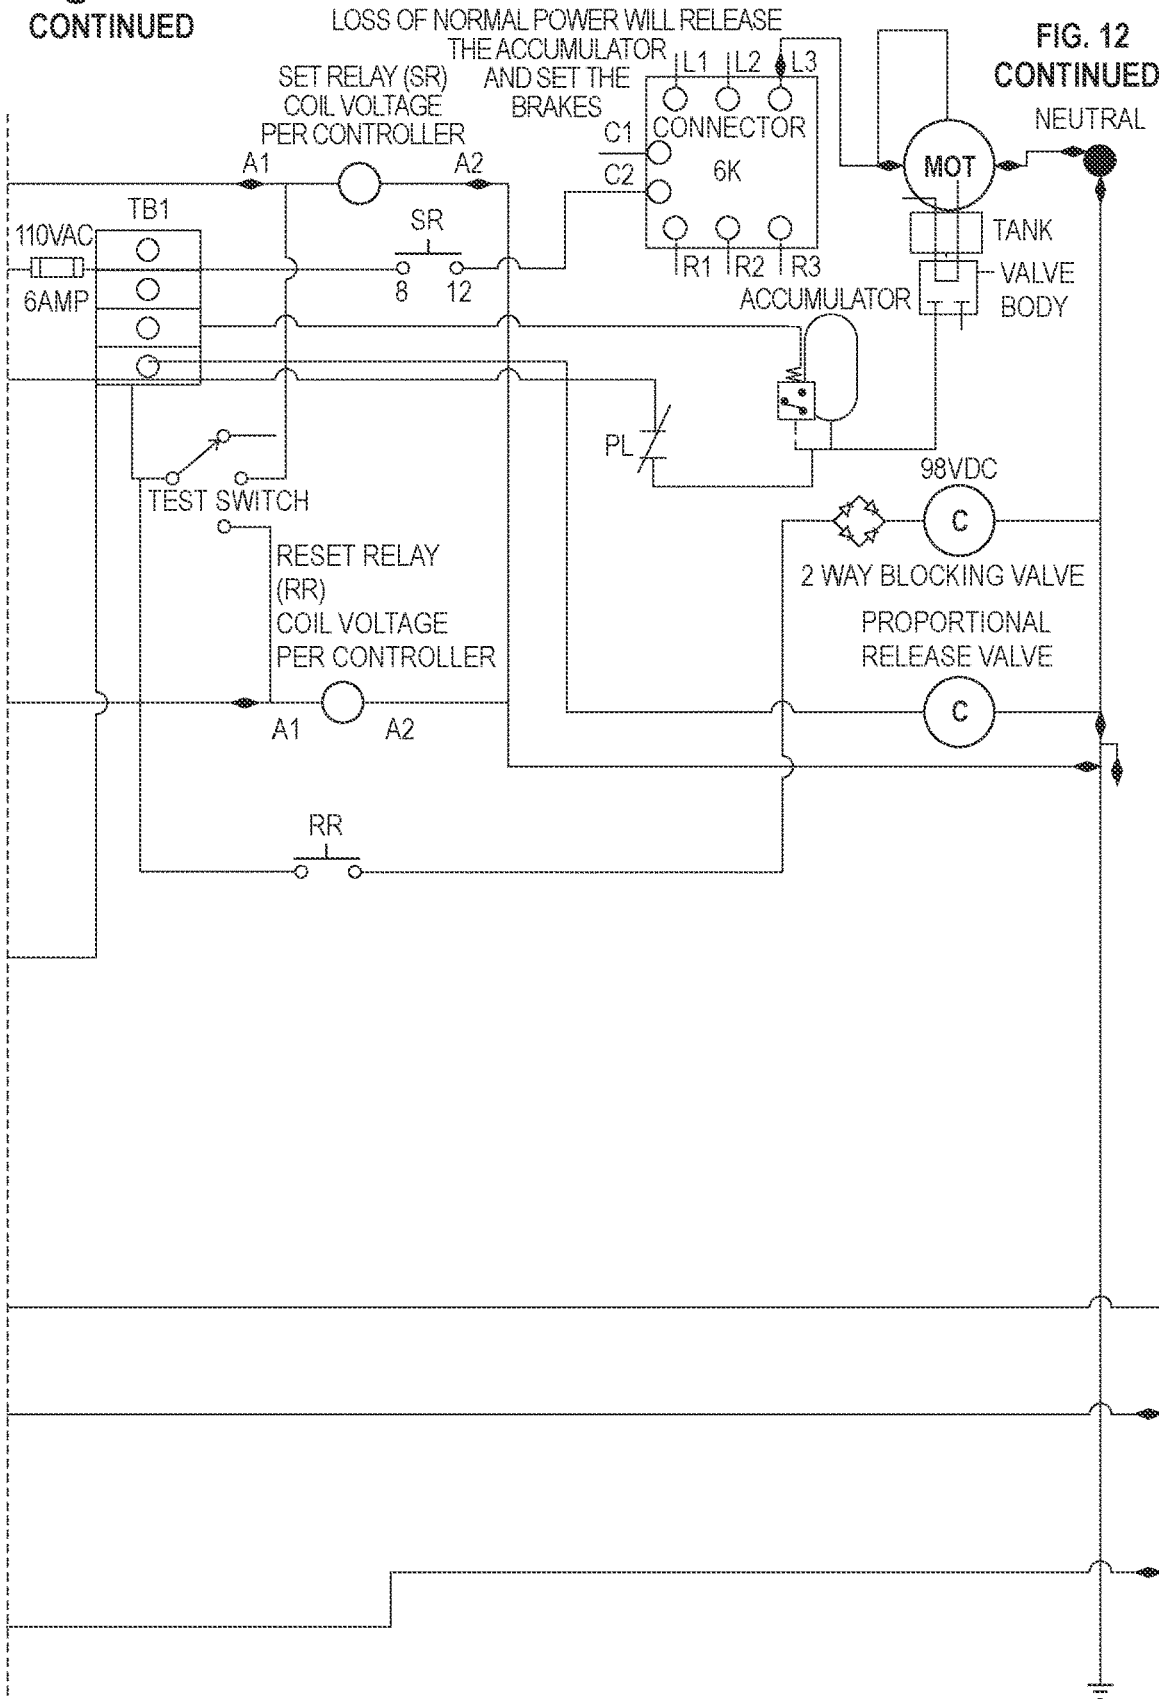 CONTINUED
LOSS OF NORMAL POWER WILL RELEASE
THE ACCUMULATOR
AND SET THE
BRAKES
FIG. 12
CONTINUED
SET RELAY (SR)
COIL VOLTAGE
PER CONTROLLER
L1 L2 L3
NEUTRAL
C1
CONNECTOR
A1 A2
C2
6K
MOT
TB1
SR
110VAC
TANK
R1 R2 R3
VALVE
BODY
6AMP
8 12
ACCUMULATOR
PL
98VDC
TEST SWITCH
C
RESET RELAY
(RR)
COIL VOLTAGE
PER CONTROLLER
2 WAY BLOCKING VALVE
PROPORTIONAL
RELEASE VALVE
C
A1 A2
RR